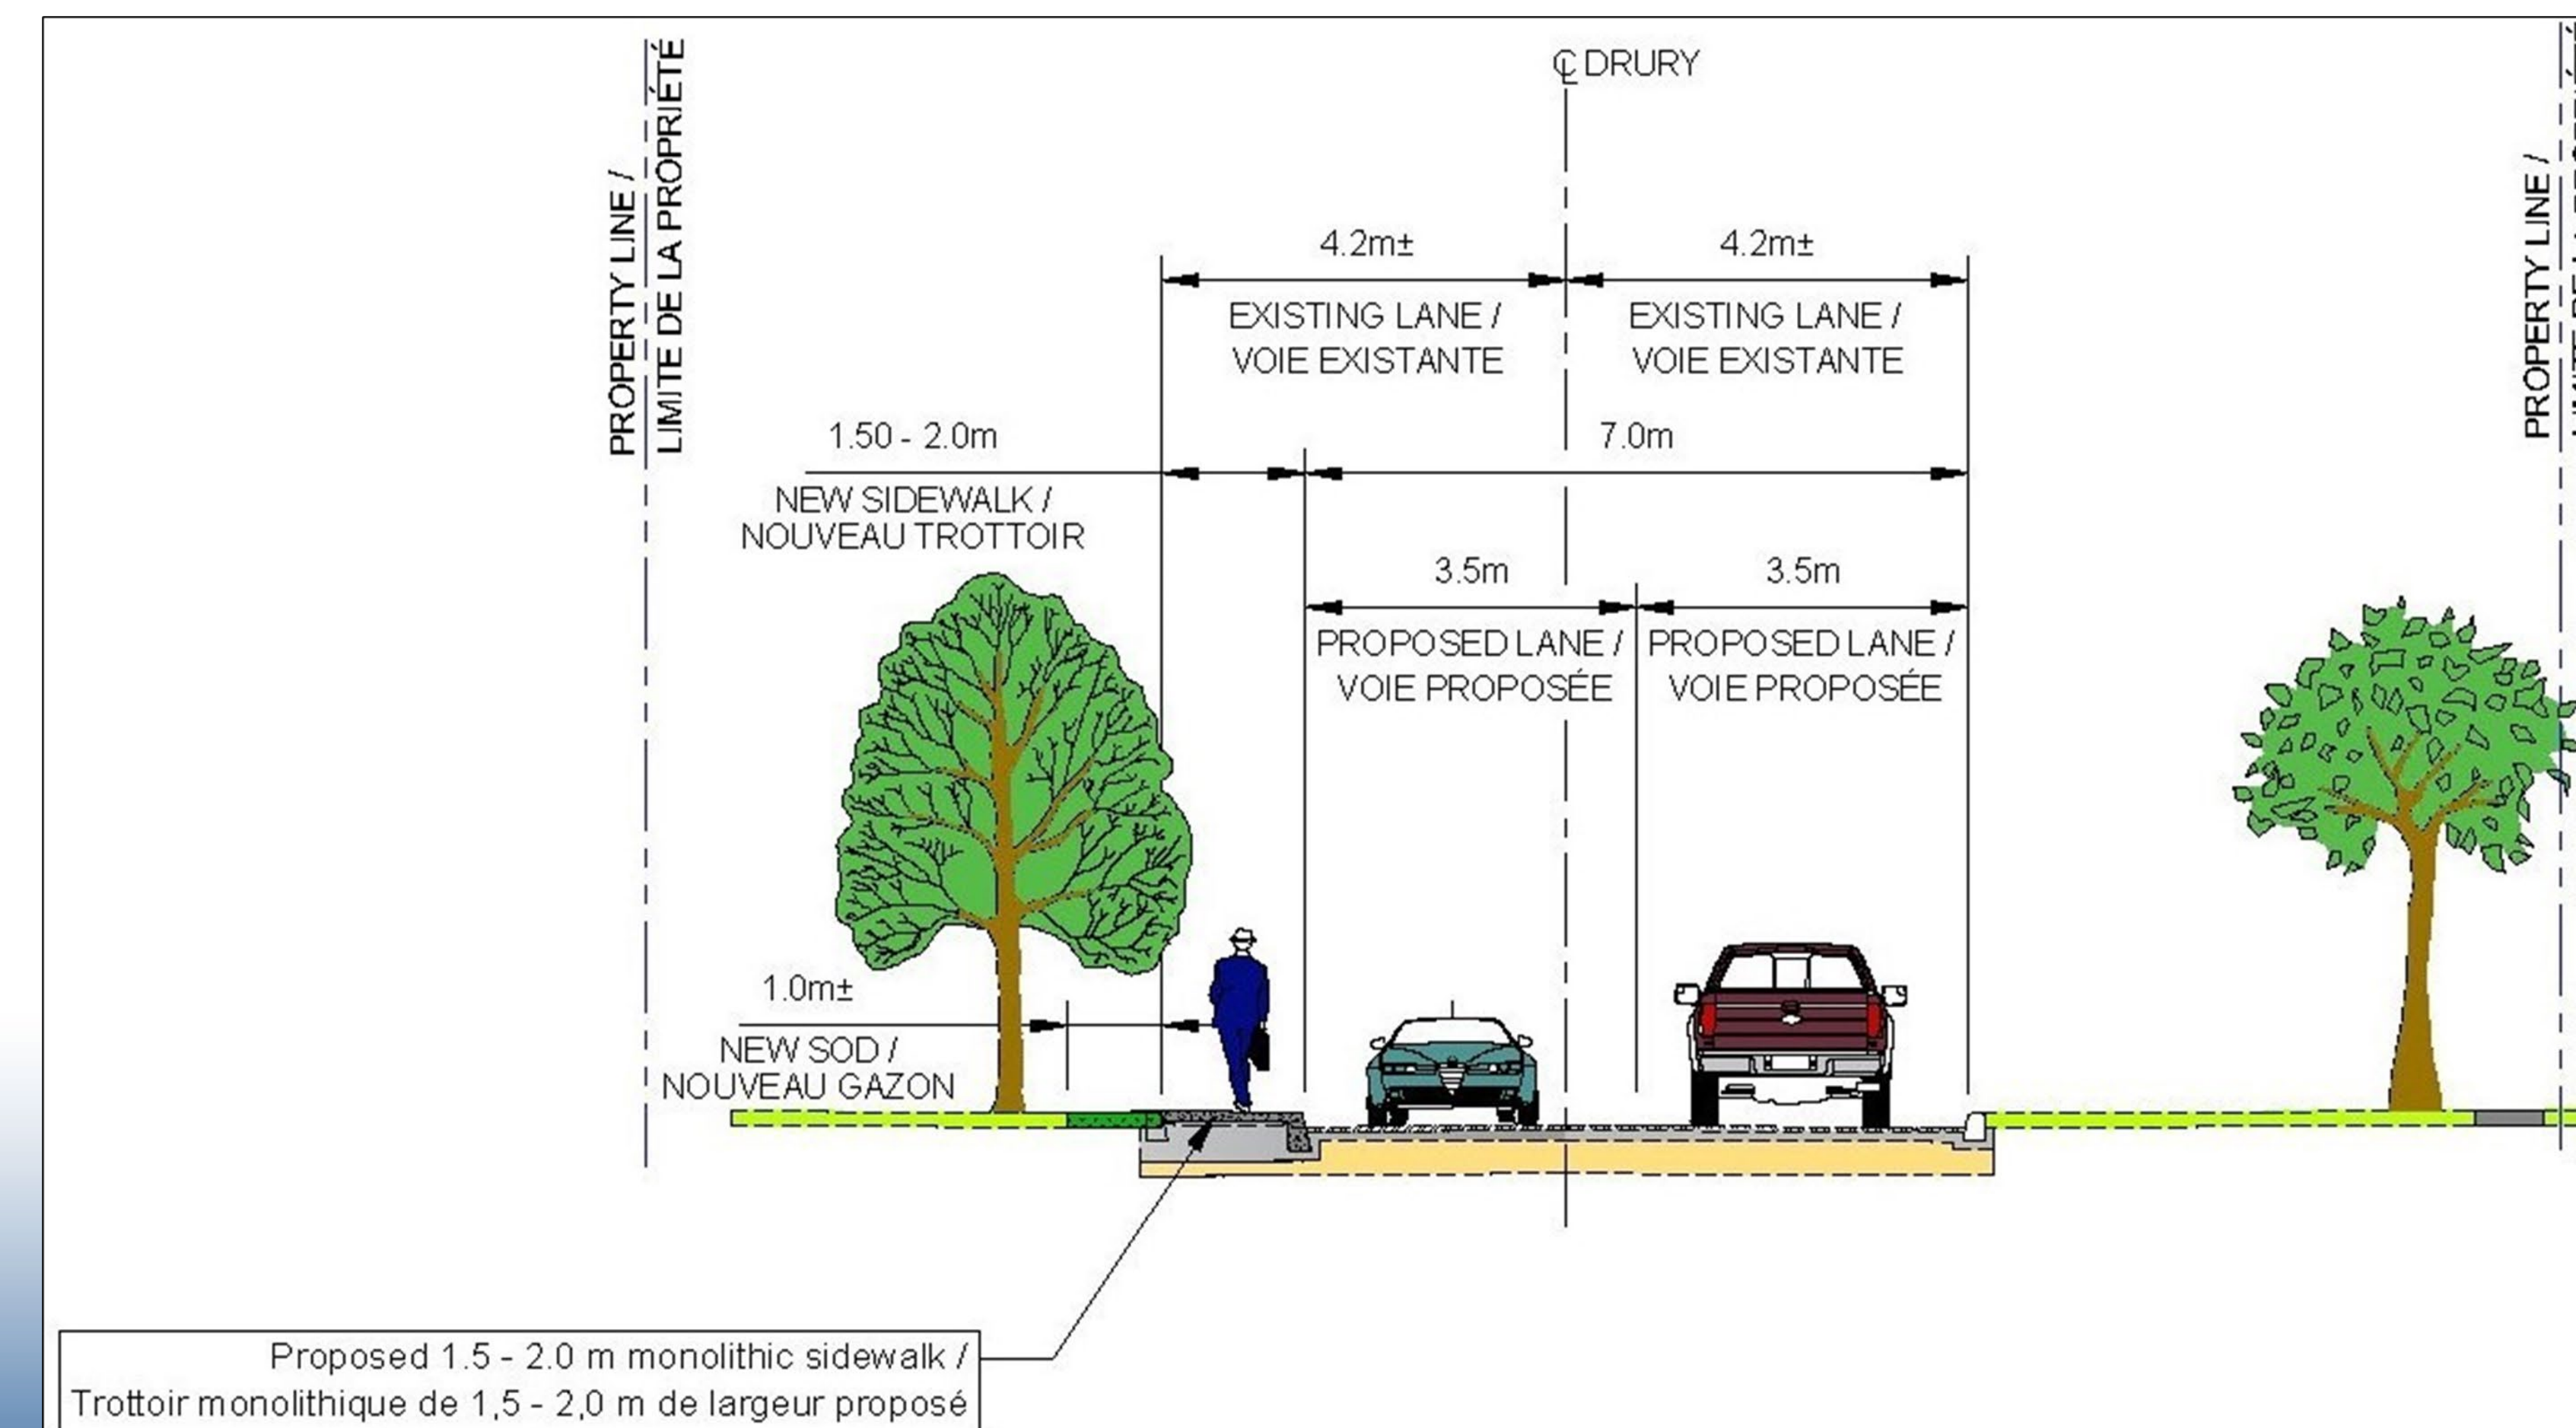 ℄ DRURY
PROPERTY LINE /
LIMITE DE LA PROPRIÉTÉ
PROPERTY LINE /
4.2m±
4.2m±
EXISTING LANE /
VOIE EXISTANTE
EXISTING LANE /
VOIE EXISTANTE
1.50 - 2.0m
7.0m
NEW SIDEWALK /
NOUVEAU TROTTOIR
3.5m
3.5m
PROPOSED LANE /
VOIE PROPOSÉE
PROPOSED LANE /
VOIE PROPOSÉE
1.0m±
NEW SOD /
NOUVEAU GAZON
Proposed 1.5 - 2.0 m monolithic sidewalk /
Trottoir monolithique de 1,5 - 2,0 m de largeur proposé